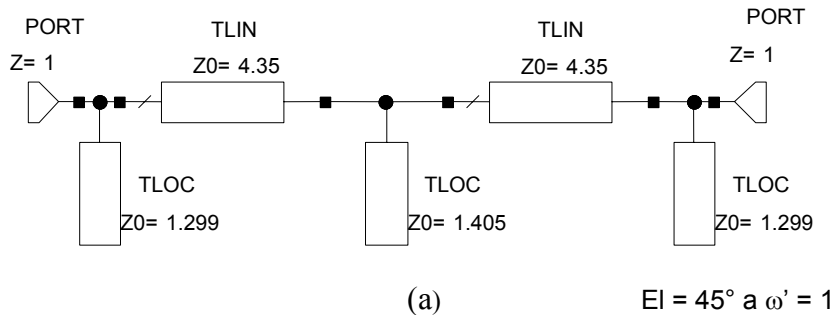 PORT
TLIN
TLIN
PORT
Z= 1
Z0= 4.35
Z0= 4.35
Z= 1
TLOC
TLOC
TLOC
Z0= 1.299
Z0= 1.405
Z0= 1.299
(a)
El = 45° a ω' = 1